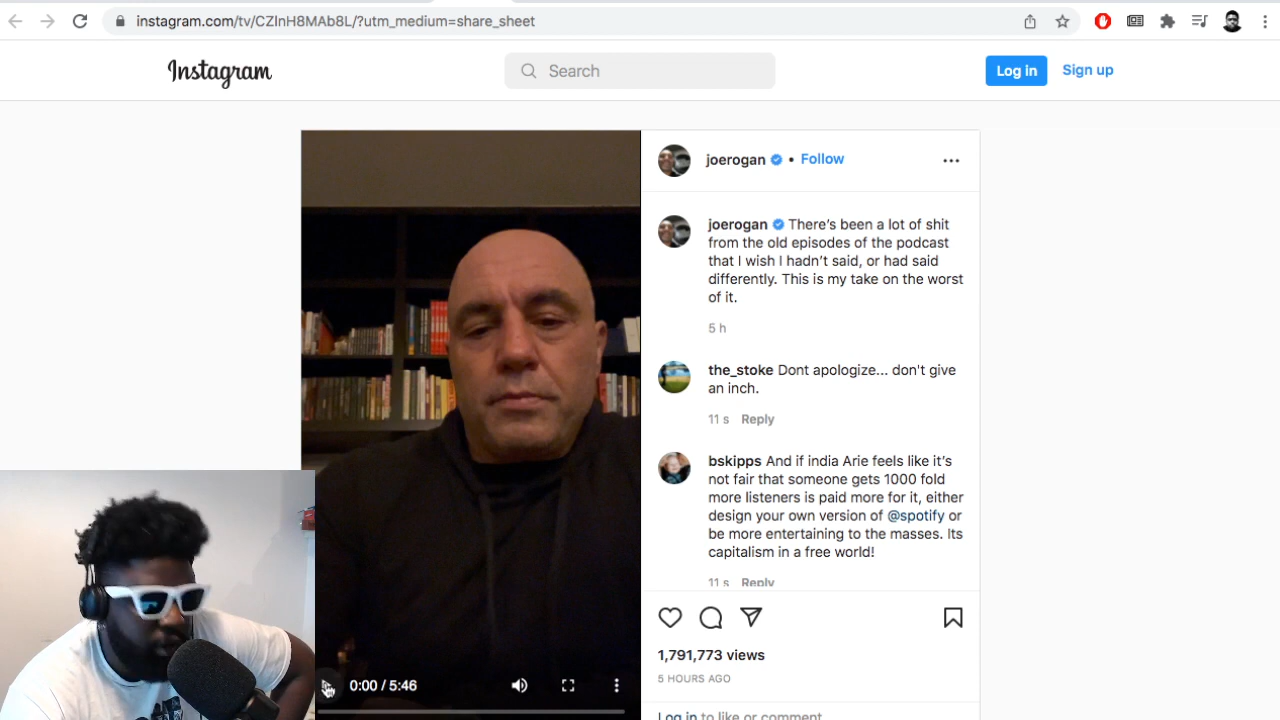 instagram.com/tv/CZInH8MAb8L/?utm_medium=share_sheet
Instagram
Search
Log in
Sign up
joerogan • Follow
joerogan There's been a lot of shit
from the old episodes of the podcast
that I wish I hadn't said, or had said
differently. This is my take on the worst
of it.
5 h
the_stoke Dont apologize... don't give
an inch.
11 s Reply
bskipps And if india Arie feels like it's
not fair that someone gets 1000 fold
more listeners is paid more for it, either
design your own version of @spotify or
be more entertaining to the masses. Its
capitalism in a free world!
11 s Reply
0:00 / 5:46
1,791,773 views
5 HOURS AGO
Log in to like or comment